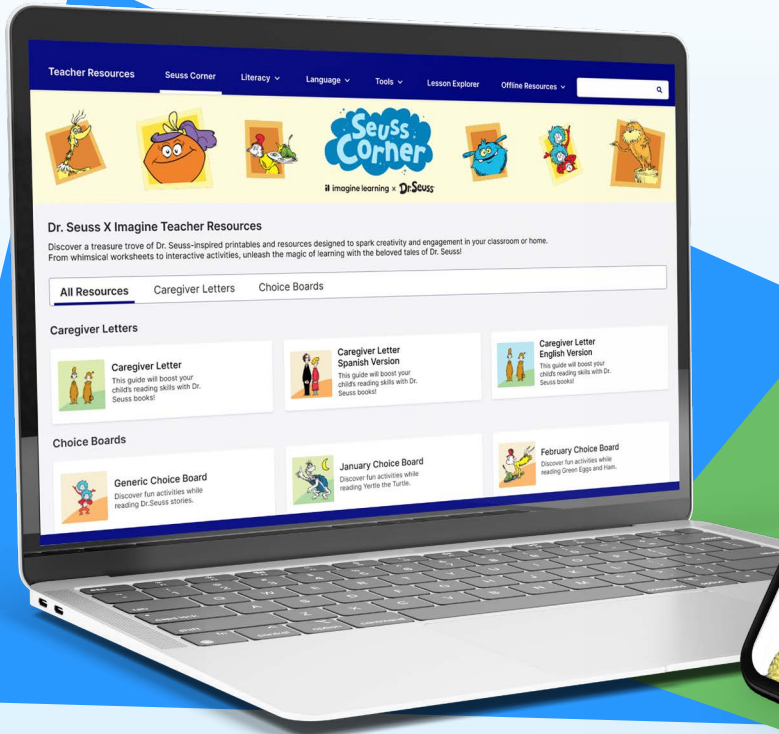 Teacher Resources
Seuss Corner
Literacy
Language
Tools
Lesson Explorer
Offline Resources
Seuss
Corner
imagine learning × Dr. Seuss
Dr. Seuss X Imagine Teacher Resources
Discover a treasure trove of Dr. Seuss-inspired printables and resources designed to spark creativity and engagement in your classroom or home.
From whimsical worksheets to interactive activities, unleash the magic of learning with the beloved tales of Dr. Seuss!
All Resources
Caregiver Letters
Choice Boards
Caregiver Letters
Caregiver Letter
This guide will boost your
child's reading skills with Dr.
Seuss books!
Caregiver Letter
Spanish Version
This guide will boost your
child's reading skills with Dr.
Seuss books!
Caregiver Letter
English Version
This guide will boost your
child's reading skills with Dr.
Seuss books!
Choice Boards
Generic Choice Board
Discover fun activities while
reading Dr.Seuss stories.
January Choice Board
Discover fun activities while
reading Yertle the Turtle.
February Choice Board
Discover fun activities while
reading Green Eggs and Ham.